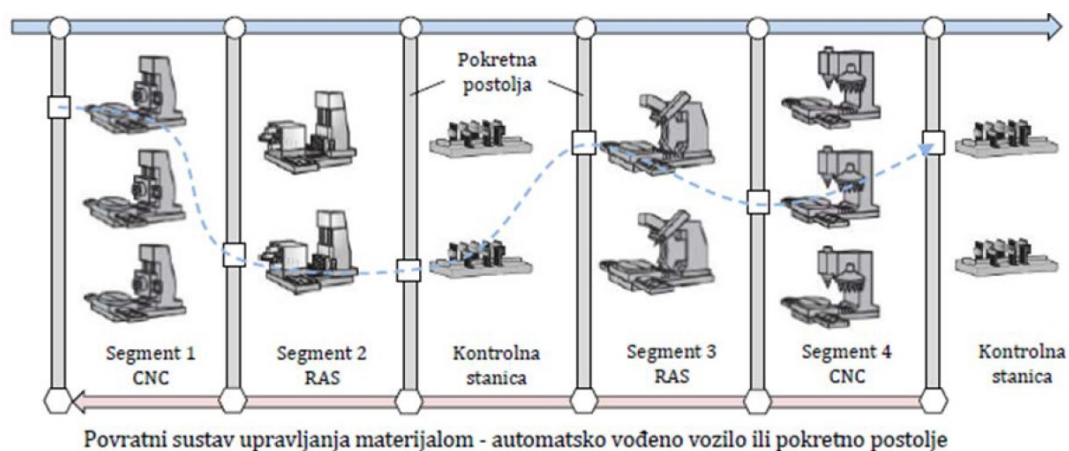 Pokretna
postolja
Segment 1
CNC
Segment 2
RAS
Kontrolna
stanica
Segment 3
RAS
Segment 4
CNC
Kontrolna
stanica
Povratni sustav upravljanja materijalom - automatsko vođeno vozilo ili pokretno postolje